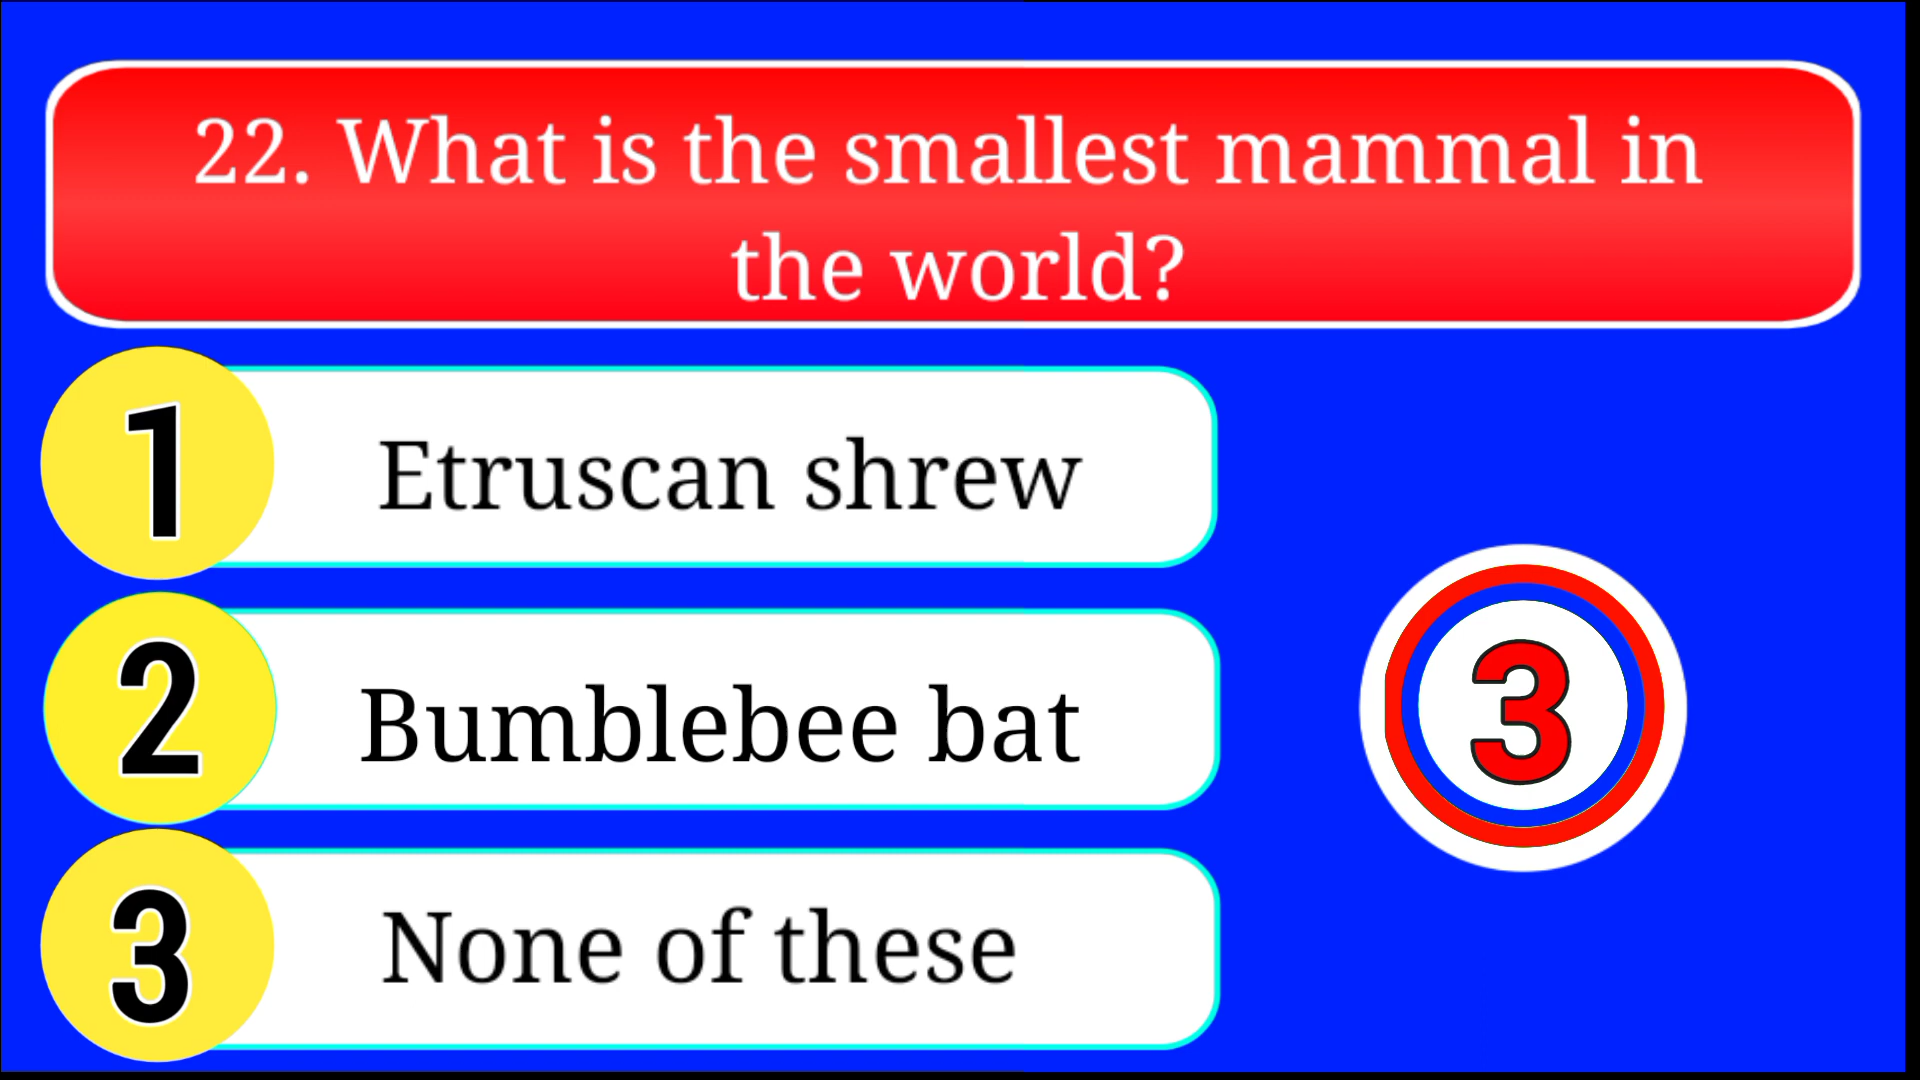 22. What is the smallest mammal in
the world?
1
Etruscan shrew
2
Bumblebee bat
3
3
None of these